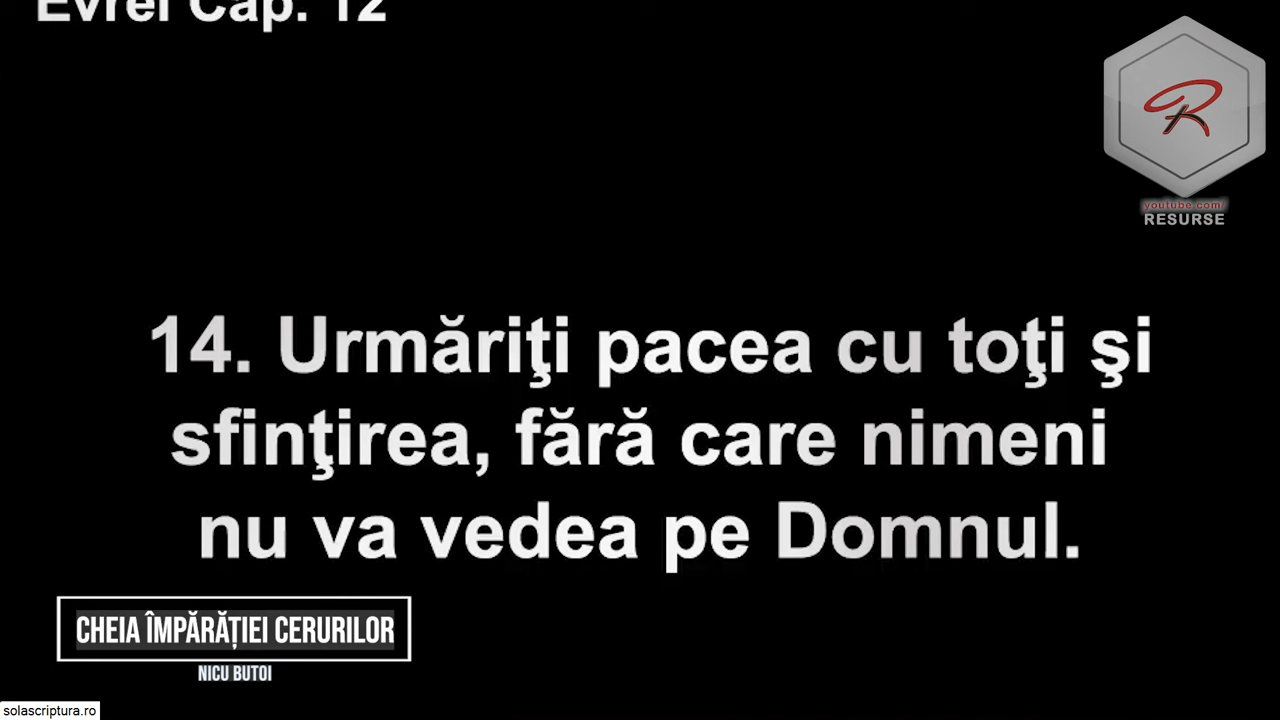 Evrei Cap. 12
youtube.com/
RESURSE
14. Urmăriţi pacea cu toţi şi
sfinţirea, fără care nimeni
nu va vedea pe Domnul.
CHEIA ÎMPĂRĂȚIEI CERURILOR
NICU BUTOI
solascriptura.ro